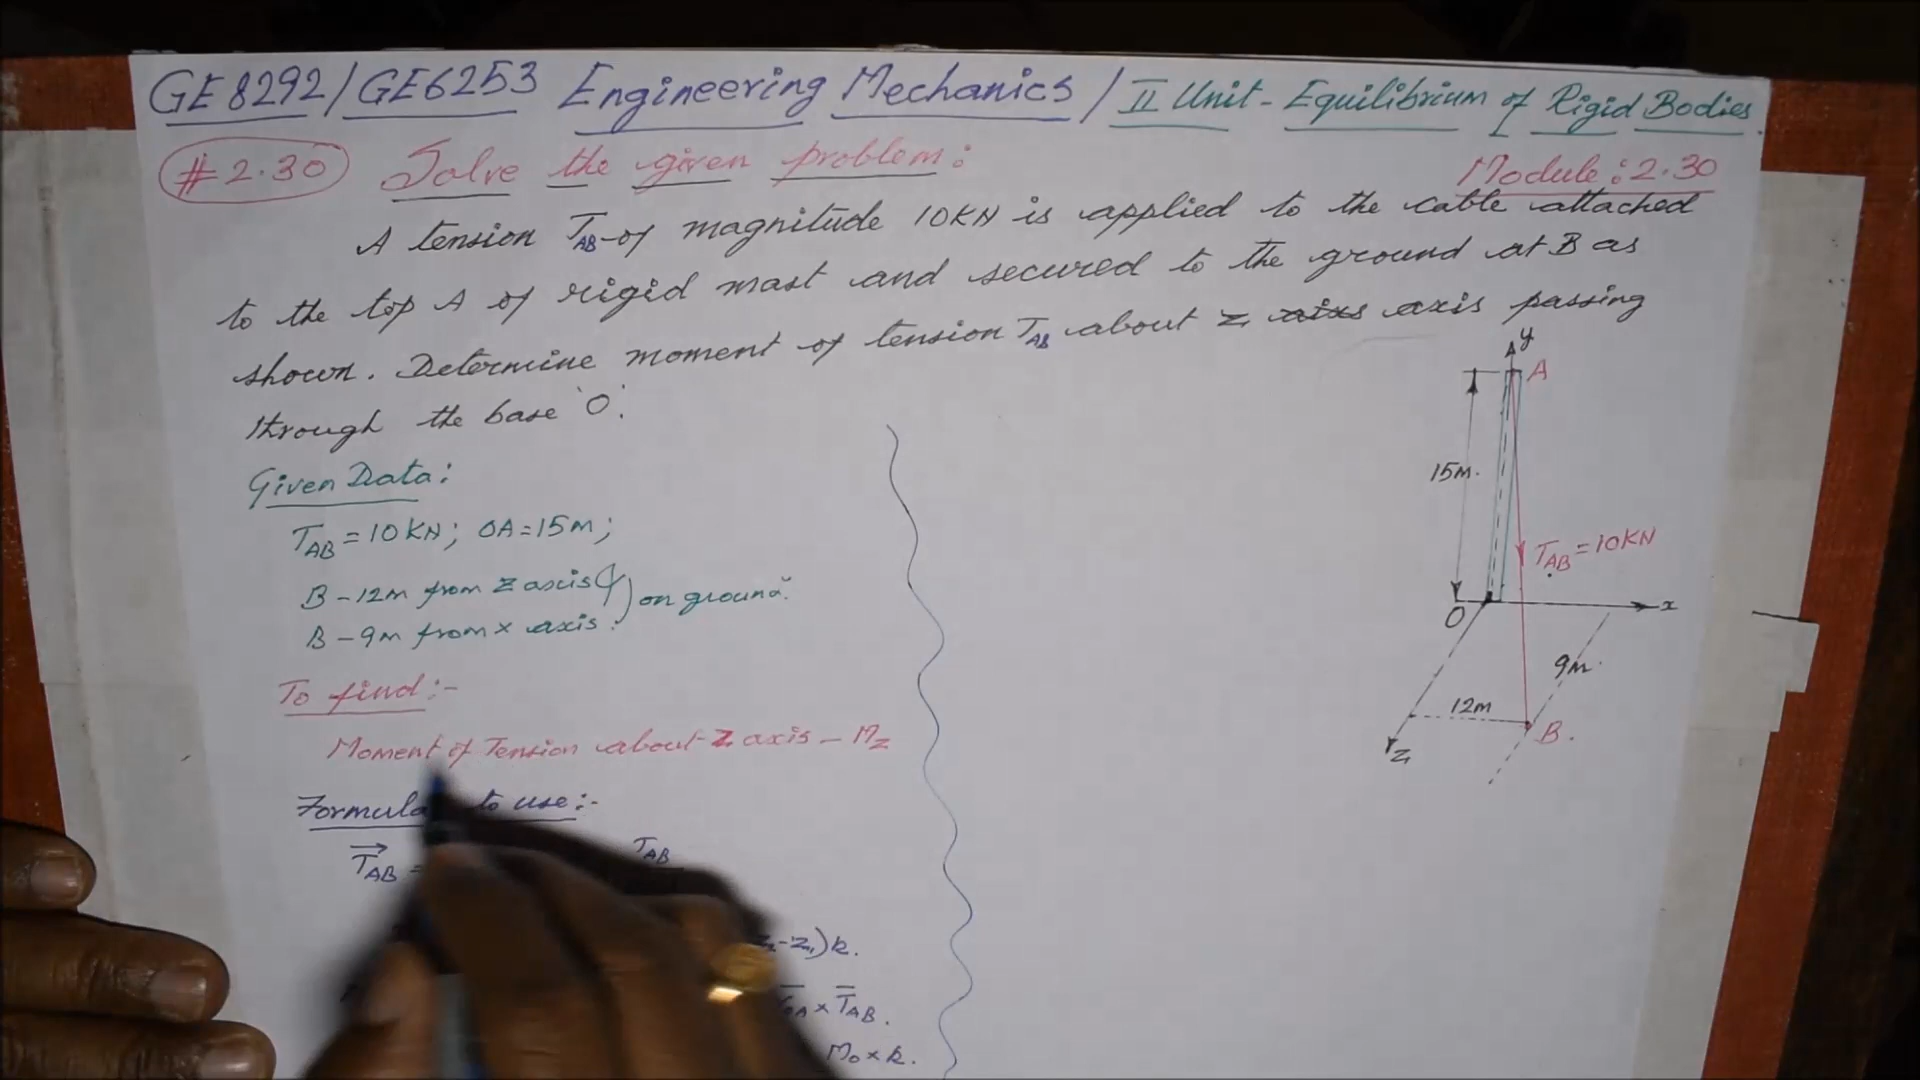 GE8292/GE6253 Engineering Mechanics / II Unit - Equilibrium of Rigid Bodies
#2.30 Solve the given problem: Module: 2.30
A tension TAB of magnitude 10KN is applied to the cable attached
to the top A of rigid mast and secured to the ground at B as
shown. Determine moment of tension TAB about z axis passing
through the base 'O'.
Given Data:
TAB = 10KN; OA = 15m;
B - 12m from z axis
B - 9m from x axis
on ground.
To find:-
Moment of Tension about z axis - Mz
Formula to use:-
TAB =
TAB
z1)k.
× TAB.
Mo × k.
y
A
15m.
TAB = 10KN
O
x
9m.
12m
B.
z